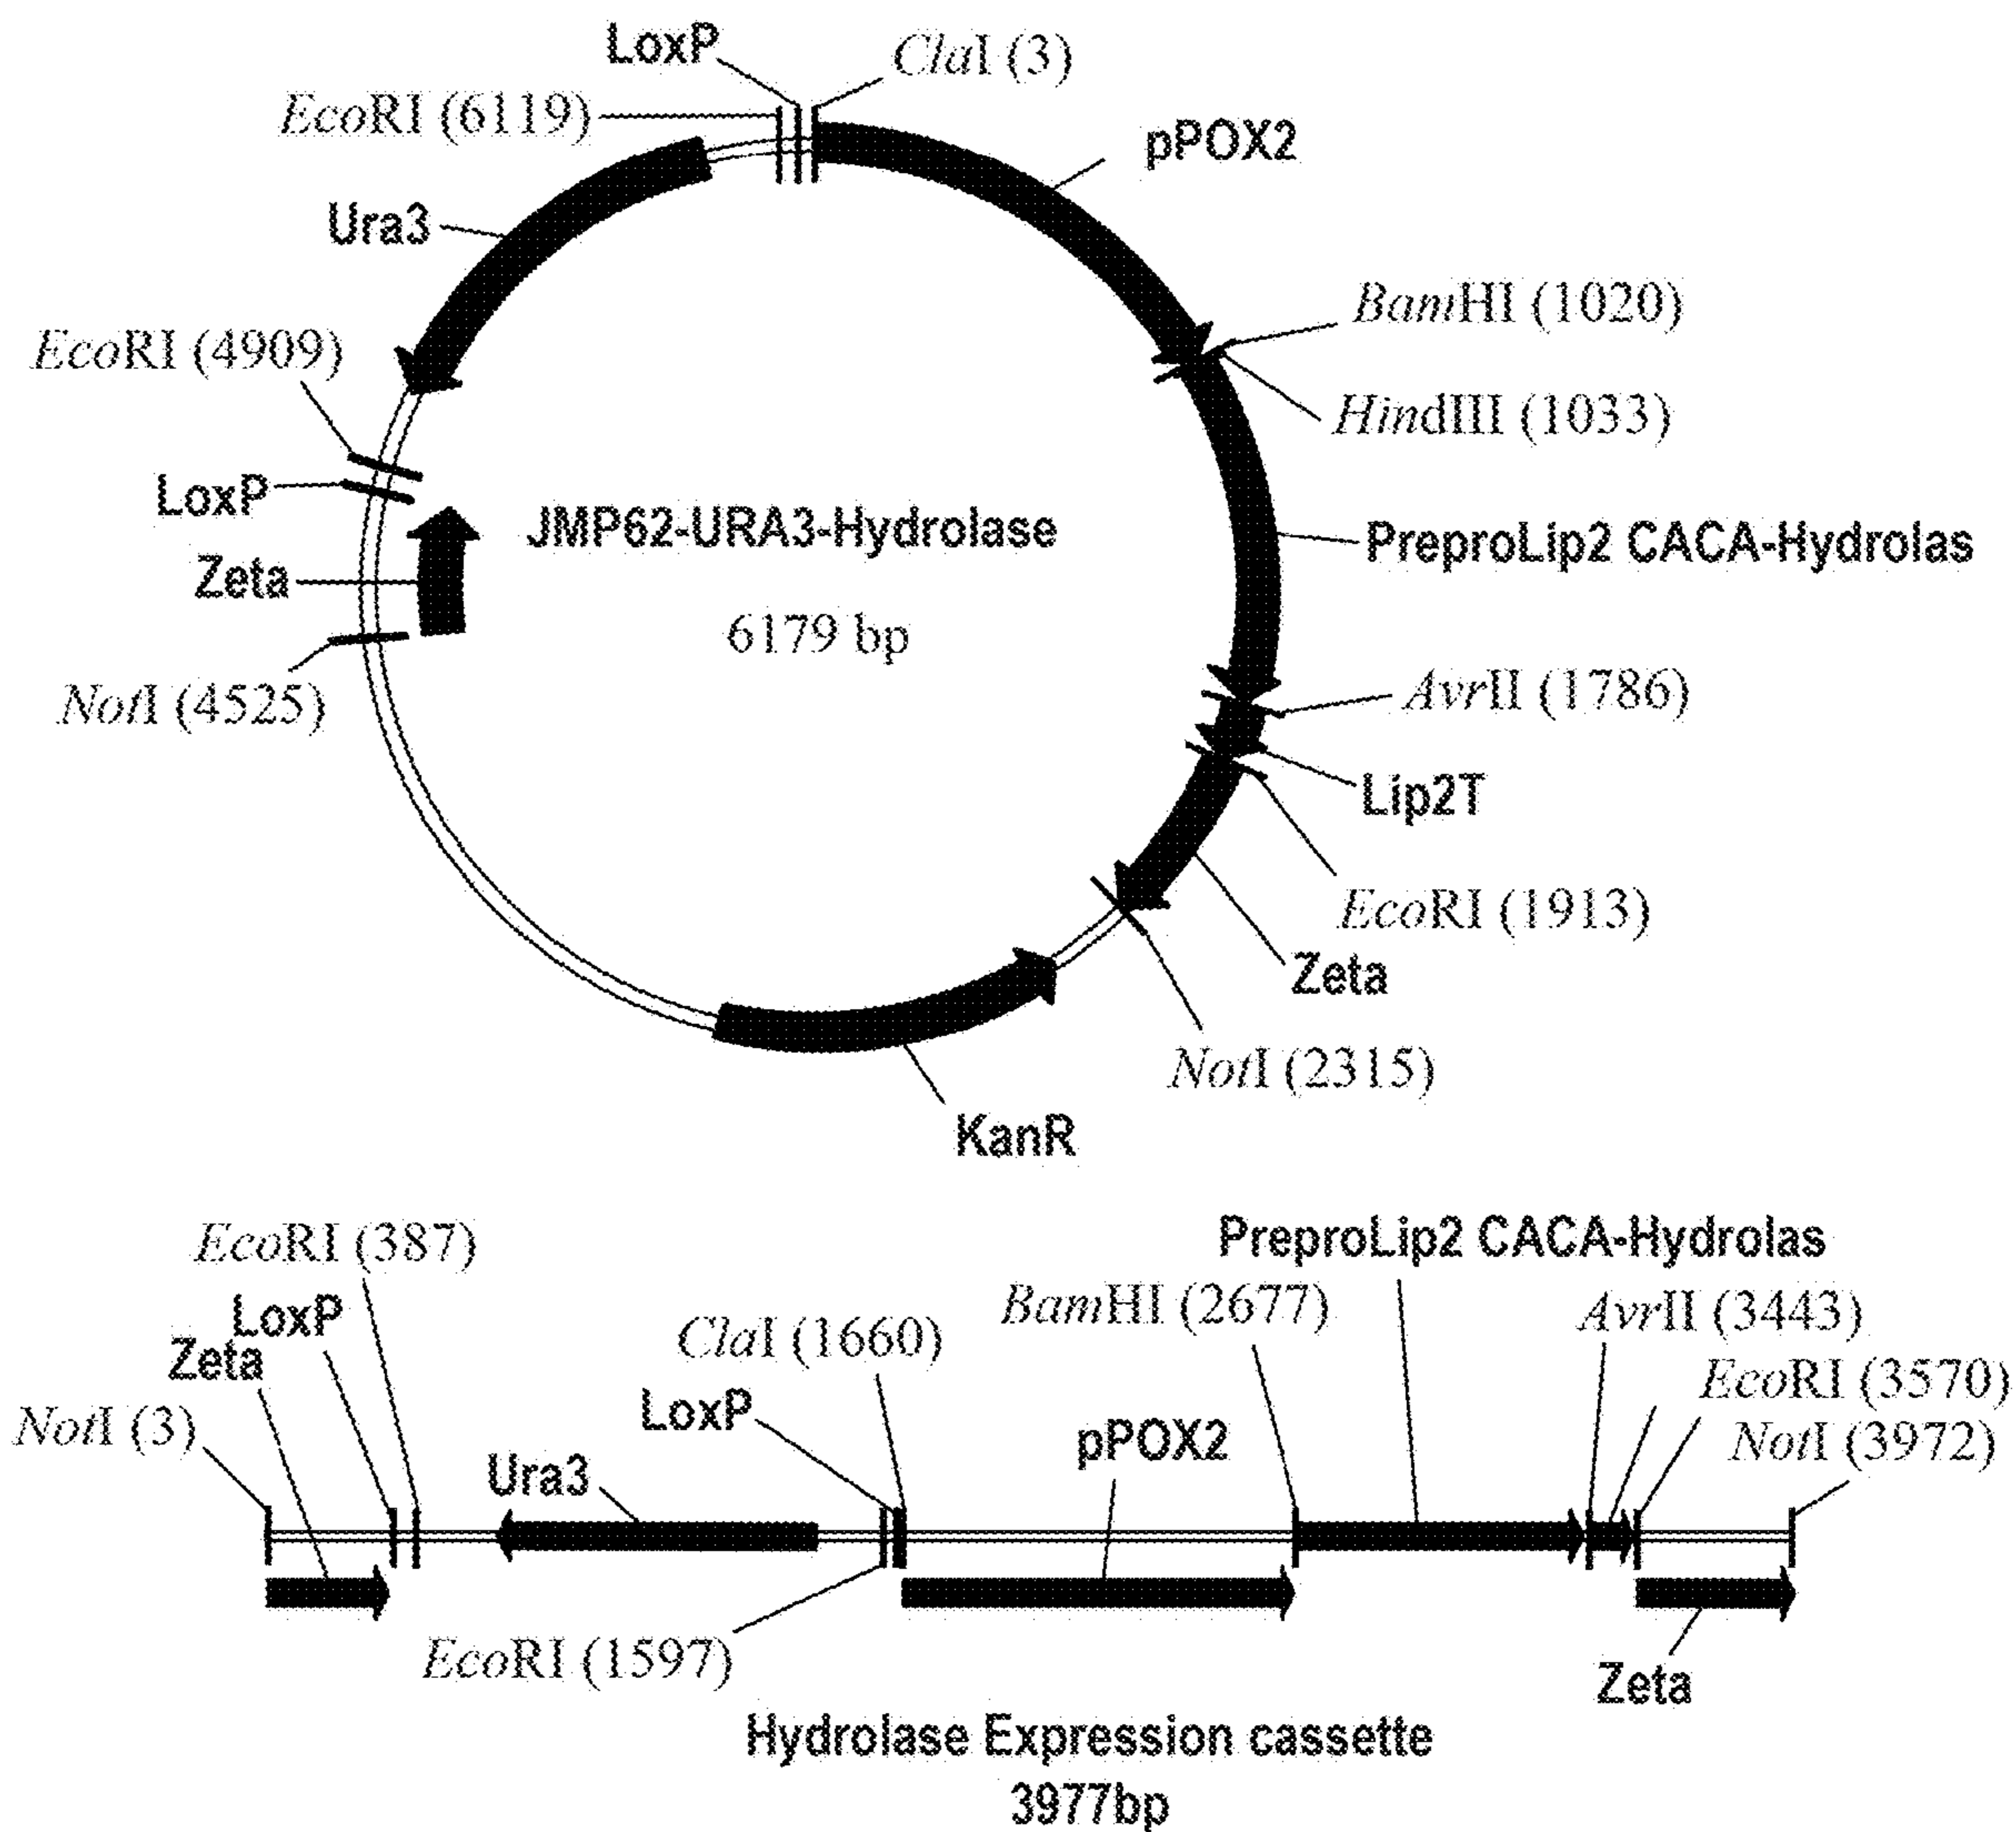 LoxP
ClaI (3)
EcoRI (6119)
pPOX2
Ura3
BamHI (1020)
EcoRI (4909)
HindIII (1033)
LoxP
JMP62-URA3-Hydrolase
PreproLip2 CACA-Hydrolas
Zeta
6179 bp
NotI (4525)
AvrII (1786)
Lip2T
EcoRI (1913)
Zeta
NotI (2315)
KanR
EcoRI (387)
PreproLip2 CACA-Hydrolas
LoxP
BamHI (2677)
AvrII (3443)
Zeta
ClaI (1660)
EcoRI (3570)
NotI (3)
LoxP
pPOX2
NotI (3972)
Ura3
EcoRI (1597)
Zeta
Hydrolase Expression cassette
3977bp